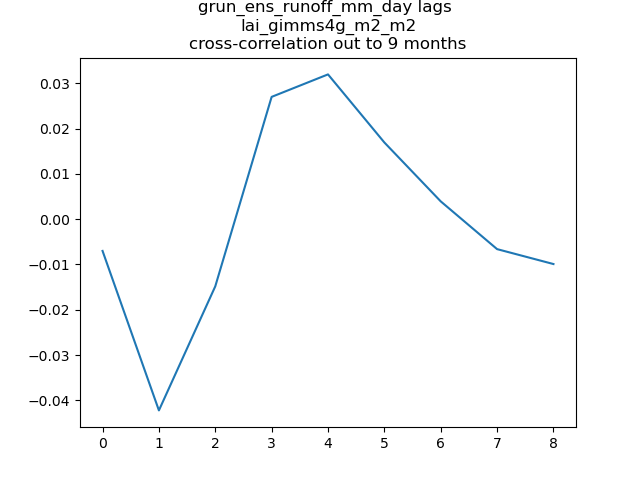 grun_ens_runoff_mm_day lags
lai_gimms4g_m2_m2
cross-correlation out to 9 months
0.03
0.02
0.01
0.00
−0.01
−0.02
−0.03
−0.04
0 1 2 3 4 5 6 7 8